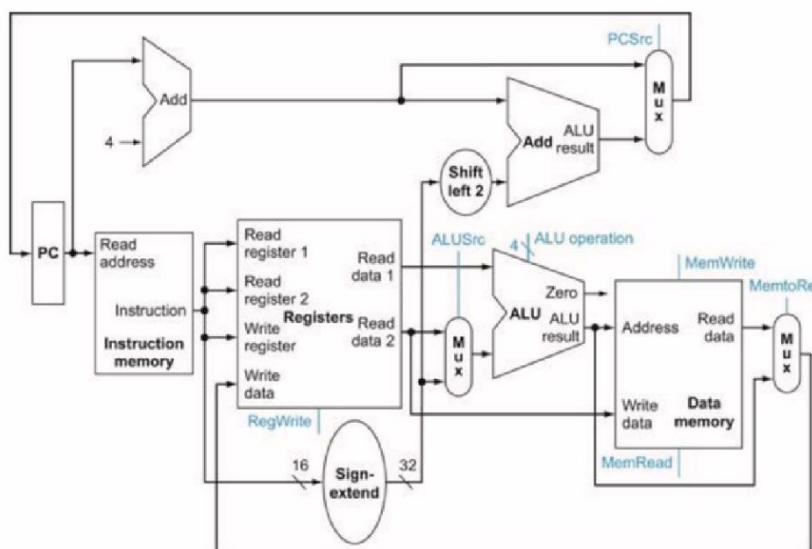 PCSrc
Add
4
M
u
x
Add
ALU
result
Shift
left 2
PC
Read
address
Instruction
Instruction
memory
Read
register 1
Read
register 2
Write
register
Write
data
Registers
Read
data 1
Read
data 2
RegWrite
16
Sign-
extend
32
ALUSrc
M
u
x
4
ALU operation
Zero
ALU
ALU
result
MemWrite
Address
Read
data
Write
data
Data
memory
MemRead
MemtoRe
M
u
x